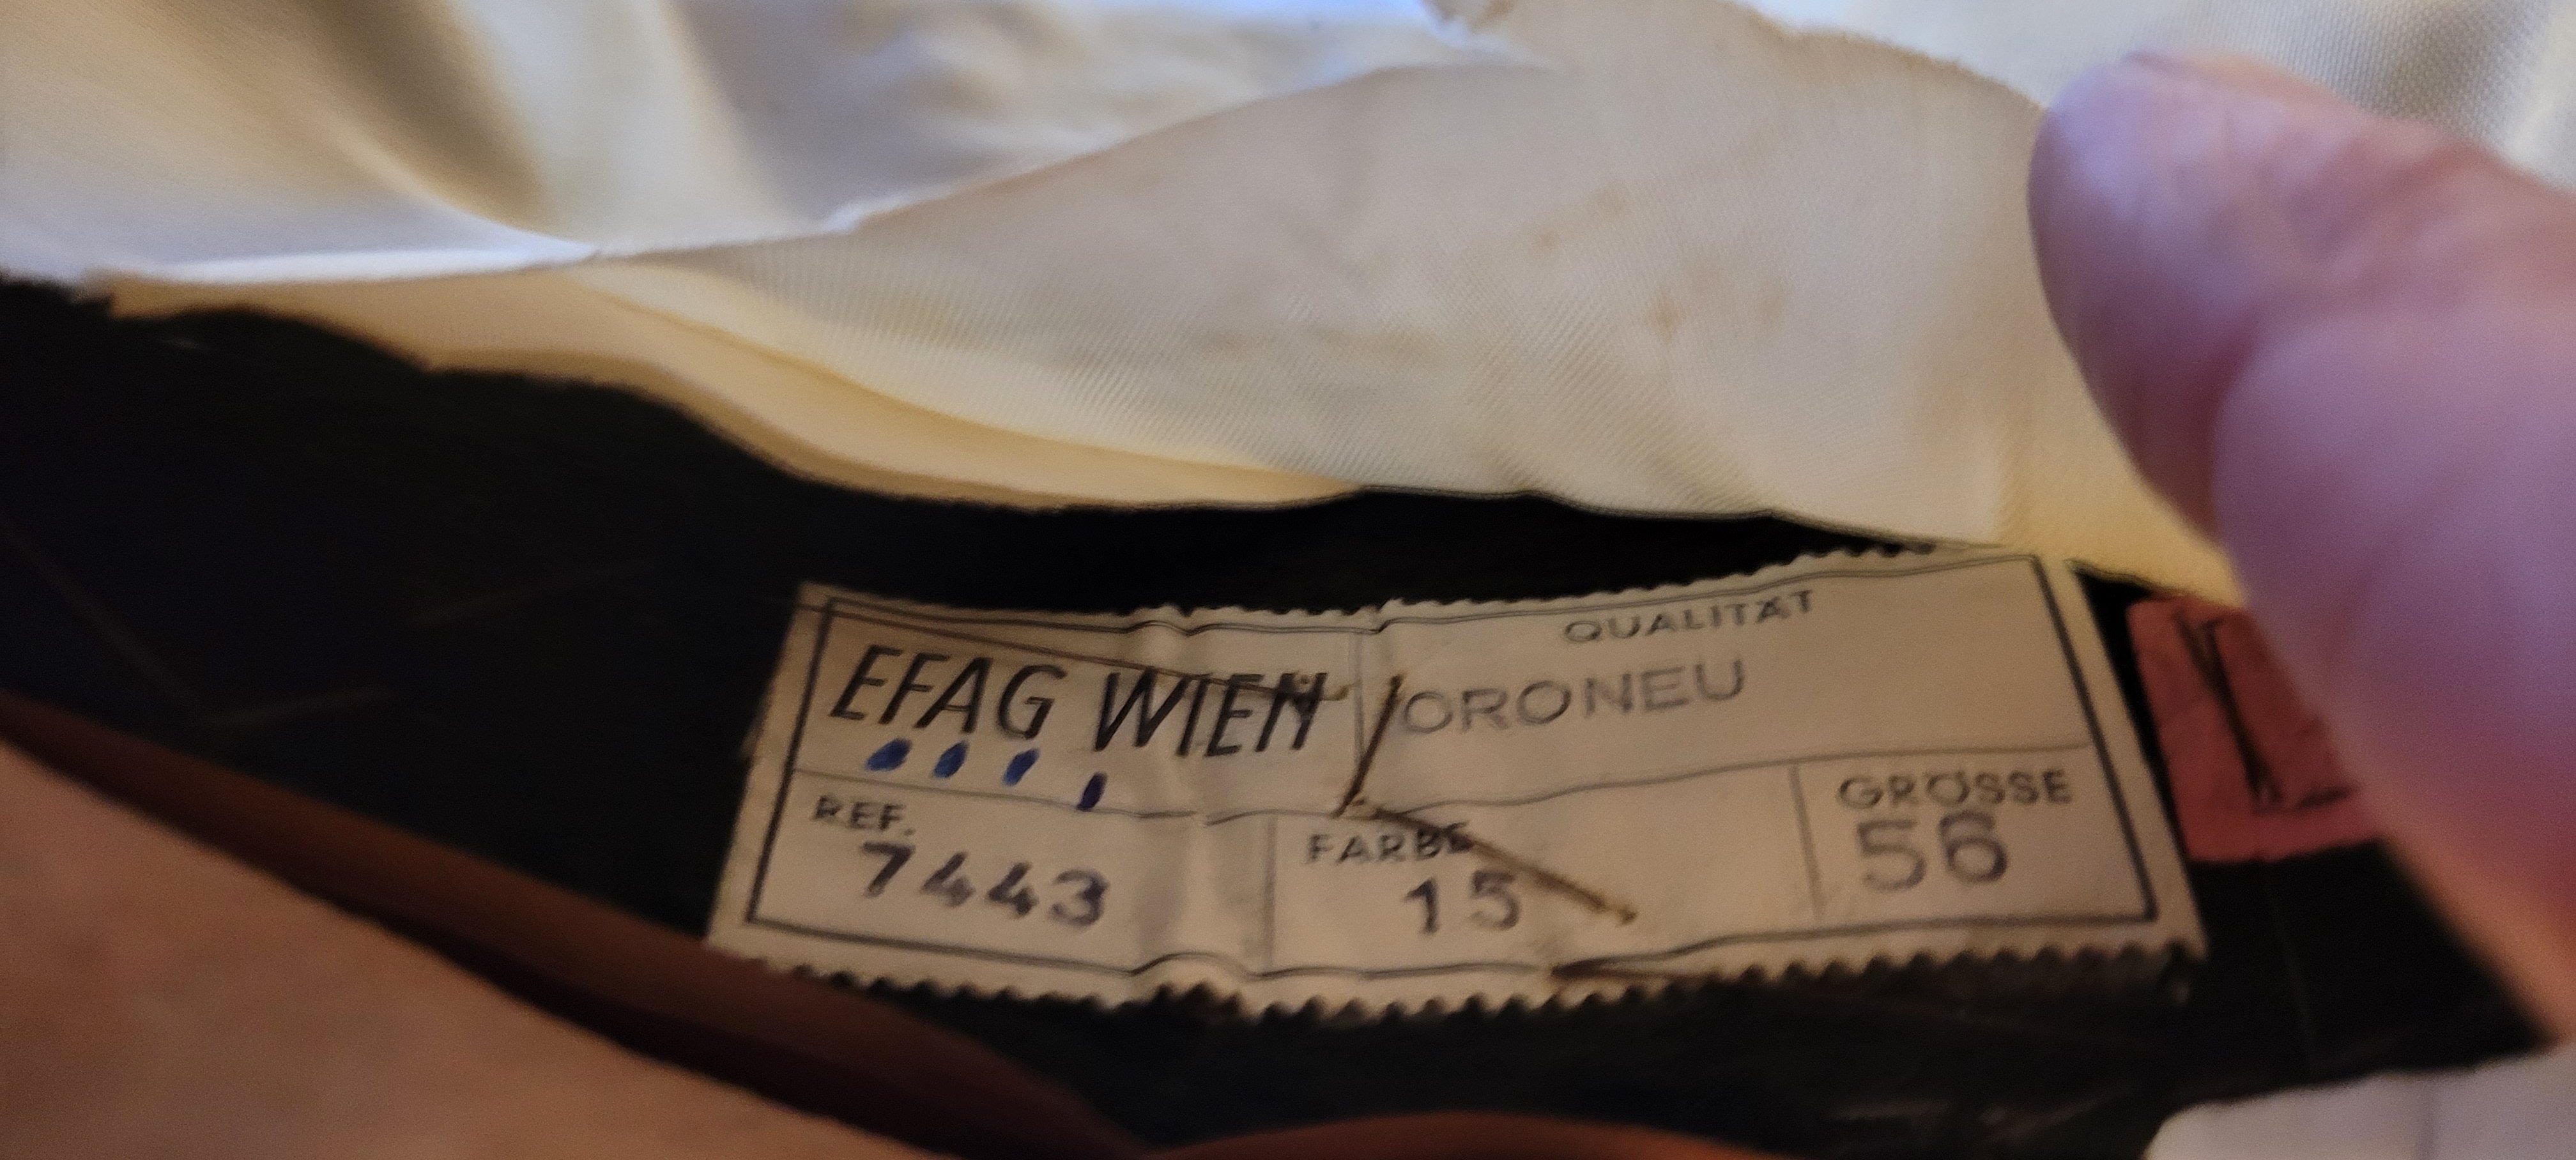 EFAG WIEN
QUALITÄT
ORONEU
REF.
7443
FARBE
15
GRÖSSE
56